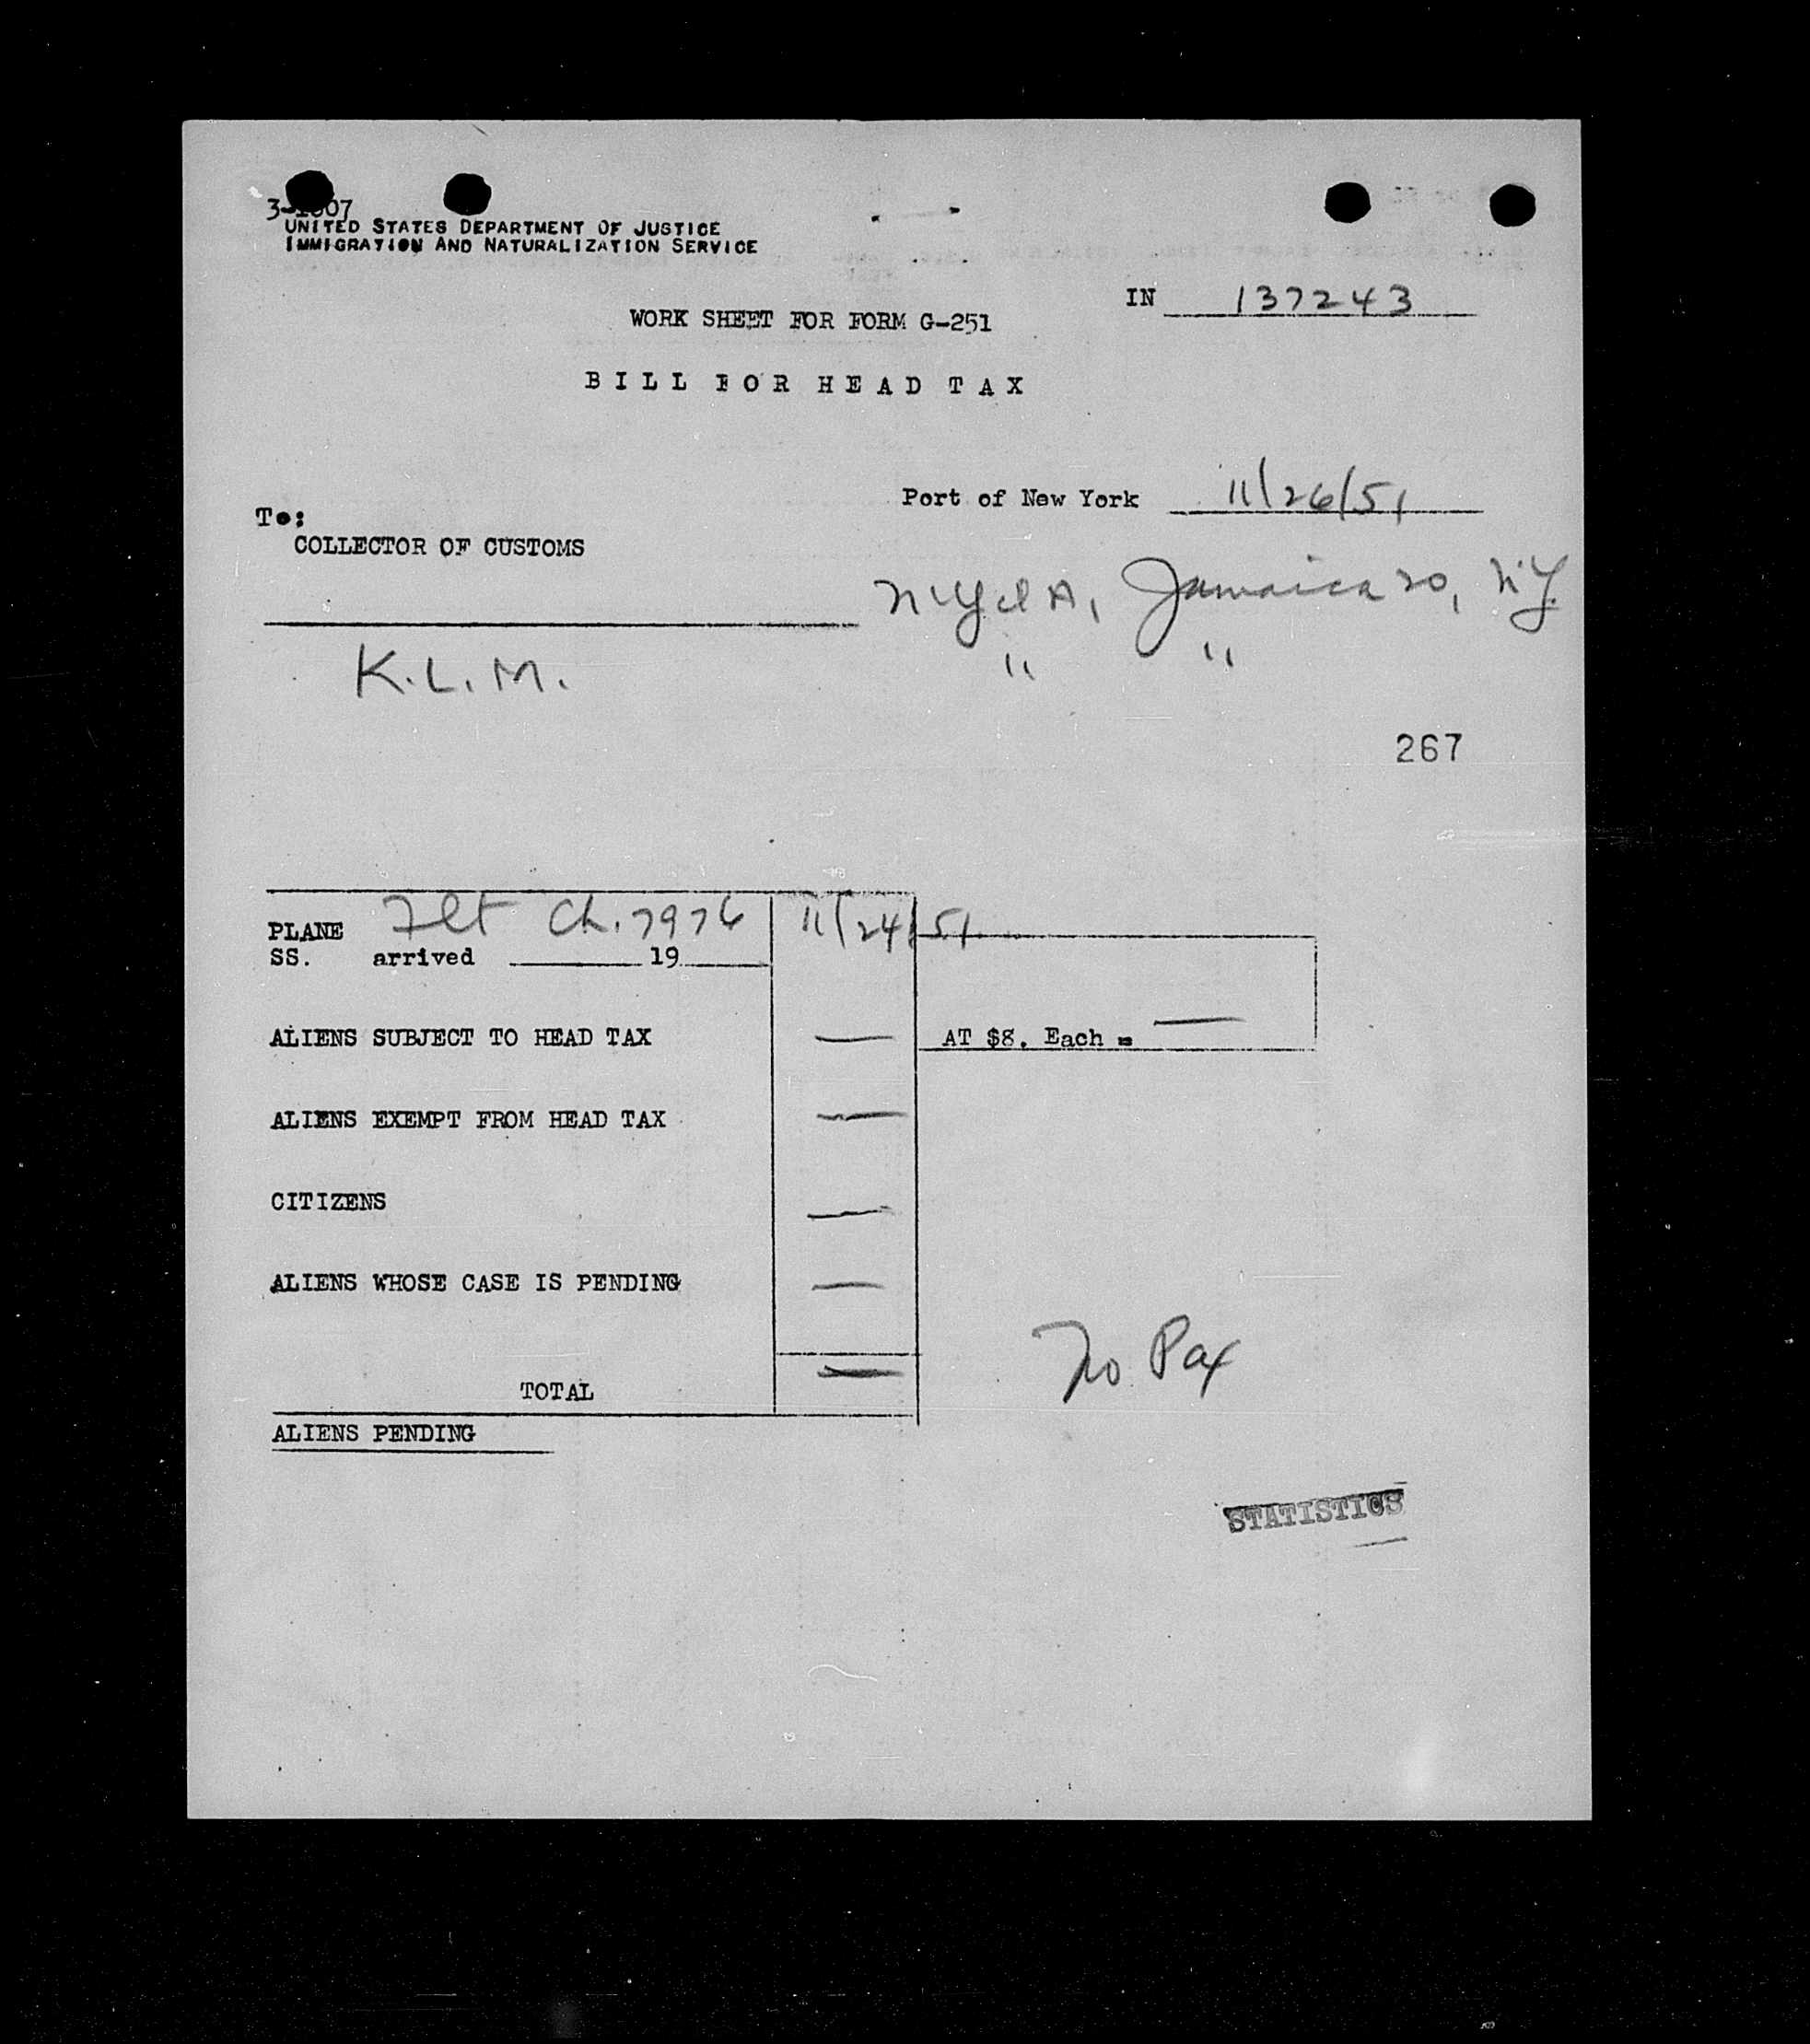 3-1007
UNITED STATES DEPARTMENT OF JUSTICE
IMMIGRATION AND NATURALIZATION SERVICE
IN 137243
WORK SHEET FOR FORM G-251
BILL FOR HEAD TAX
Port of New York 11/26/51
To:
COLLECTOR OF CUSTOMS
Jamaica 20, N.Y.
K.L.M. " "
267
PLANE Flt Ch. 7976 11/24/51
SS. arrived 19
ALIENS SUBJECT TO HEAD TAX — AT $8. Each = —
ALIENS EXEMPT FROM HEAD TAX —
CITIZENS —
ALIENS WHOSE CASE IS PENDING —
No Pax
TOTAL —
ALIENS PENDING
STATISTICS